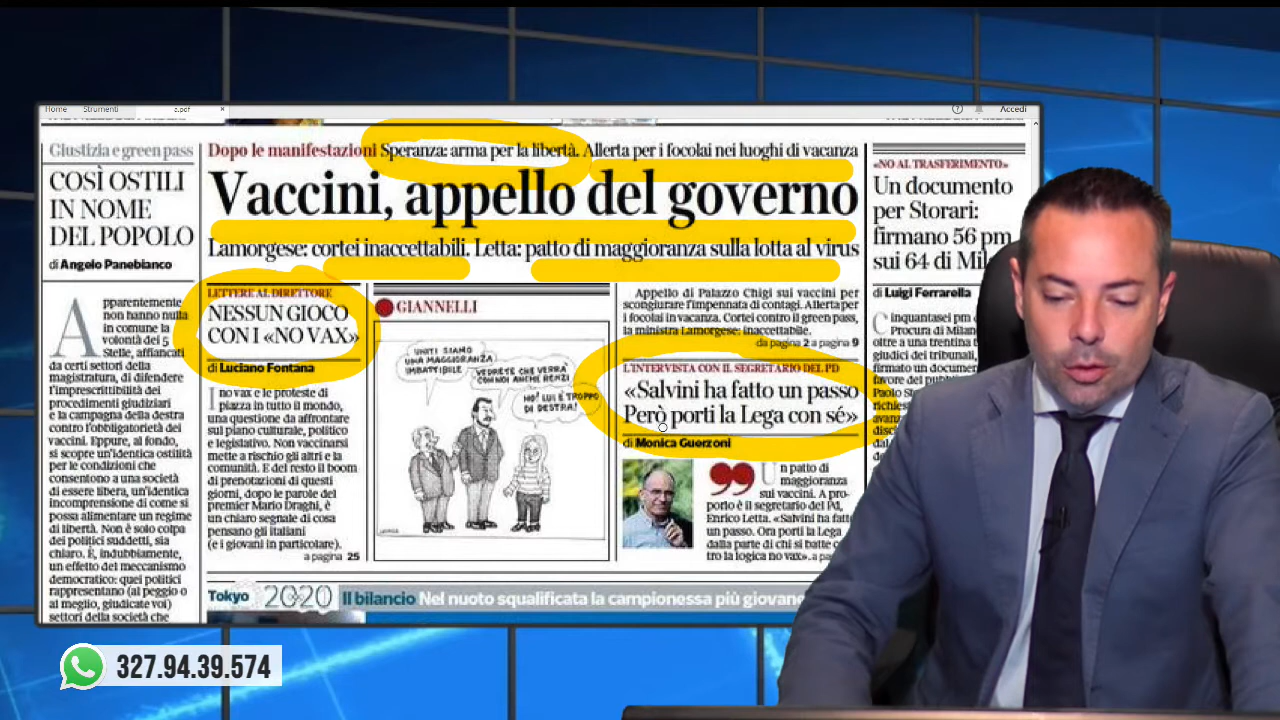 Home Strumenti a.pdf × Accedi
Giustizia e green pass
COSÌ OSTILI
IN NOME
DEL POPOLO
di Angelo Panebianco
Apparentemente
non hanno nulla
in comune la
volontà dei 5
Stelle, affiancati
da certi settori della
magistratura, di difendere
l'imprescrittibilità dei
procedimenti giudiziari
e la campagna della destra
contro l'obbligatorietà dei
vaccini. Eppure, al fondo,
si scopre un'identica ostilità
per le condizioni che
consentono a una società
di essere libera, un'identica
incomprensione di come si
possa alimentare un regime
di libertà. Non è solo colpa
dei politici suddetti, sia
chiaro. È, indubbiamente,
un effetto del meccanismo
democratico: quei politici
rappresentano (al peggio o
al meglio, giudicate voi)
settori della società che
Dopo le manifestazioni Speranza: arma per la libertà. Allerta per i focolai nei luoghi di vacanza
Vaccini, appello del governo
Lamorgese: cortei inaccettabili. Letta: patto di maggioranza sulla lotta al virus
LETTERE AL DIRETTORE
NESSUN GIOCO
CON I «NO VAX»
di Luciano Fontana
I no vax e le proteste di
piazza in tutto il mondo,
una questione da affrontare
sul piano culturale, politico
e legislativo. Non vaccinarsi
mette a rischio gli altri e la
comunità. E del resto il boom
di prenotazioni di questi
giorni, dopo le parole del
premier Mario Draghi, è
un chiaro segnale di cosa
pensano gli italiani
(e i giovani in particolare).
a pagina 25
GIANNELLI
UNITI SIAMO
UNA MAGGIORANZA
IMBATTIBILE
VEDRETE CHE VERRÀ
CON NOI ANCHE RENZI
NO! LUI È TROPPO
DI DESTRA!
Appello di Palazzo Chigi sui vaccini per
scongiurare l'impennata di contagi. Allerta per
i focolai in vacanza. Cortei contro il green pass,
la ministra Lamorgese: inaccettabile.
da pagina 2 a pagina 9
L'INTERVISTA CON IL SEGRETARIO DEL PD
«Salvini ha fatto un passo
Però porti la Lega con sé»
di Monica Guerzoni
Un patto di
maggioranza
sui vaccini. A pro-
porlo è il segretario del Pd,
Enrico Letta. «Salvini ha fatto
un passo. Ora porti la Lega
dalla parte di chi si batte co
tro la logica no vax». a pa
«NO AL TRASFERIMENTO»
Un documento
per Storari:
firmano 56 pm
sui 64 di Mil
di Luigi Ferrarella
Cinquantasei pm
Procura di Milan
oltre a una trentina
giudici dei tribunali,
firmato un documen
favore del pubbl
Paolo St
richies
avanz
disc
dal
Tokyo 2020 Il bilancio Nel nuoto squalificata la campionessa più giovane
327.94.39.574